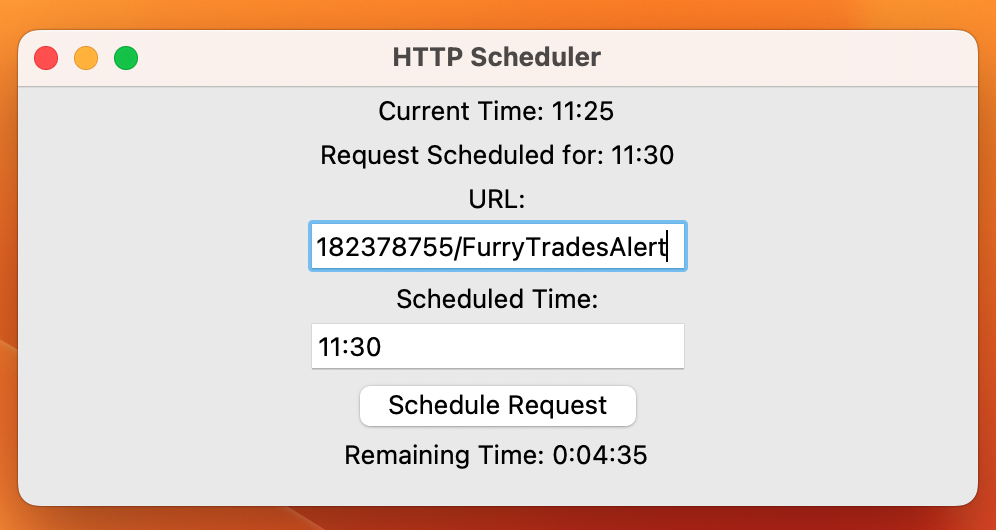 HTTP Scheduler
Current Time: 11:25
Request Scheduled for: 11:30
URL:
182378755/FurryTradesAlert
Scheduled Time:
11:30
Schedule Request
Remaining Time: 0:04:35